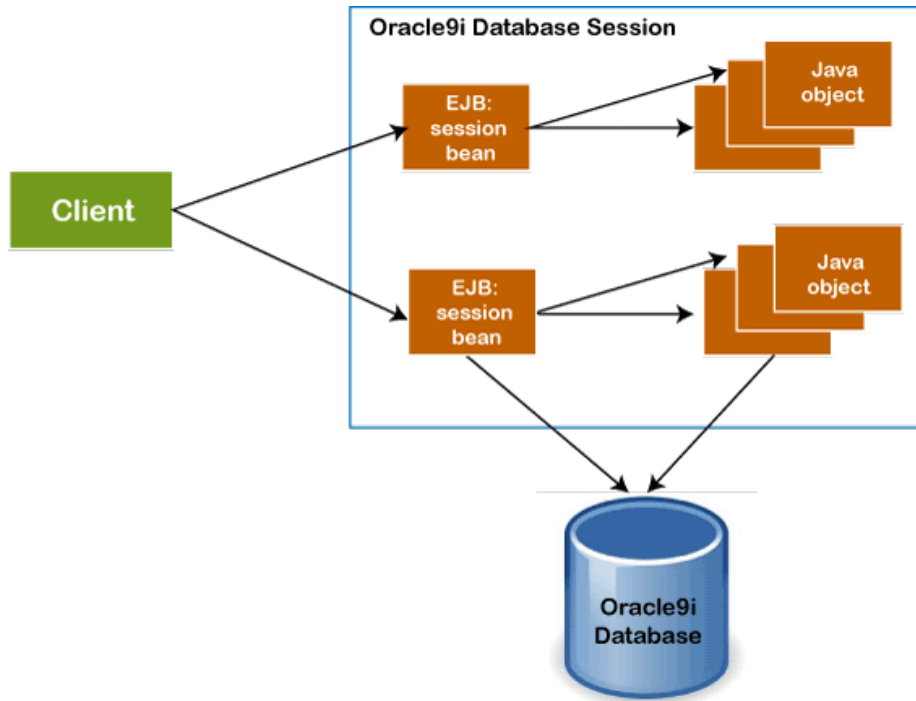 Oracle9i Database Session
EJB:
session
bean
Java
object
Client
EJB:
session
bean
Java
object
Oracle9i
Database